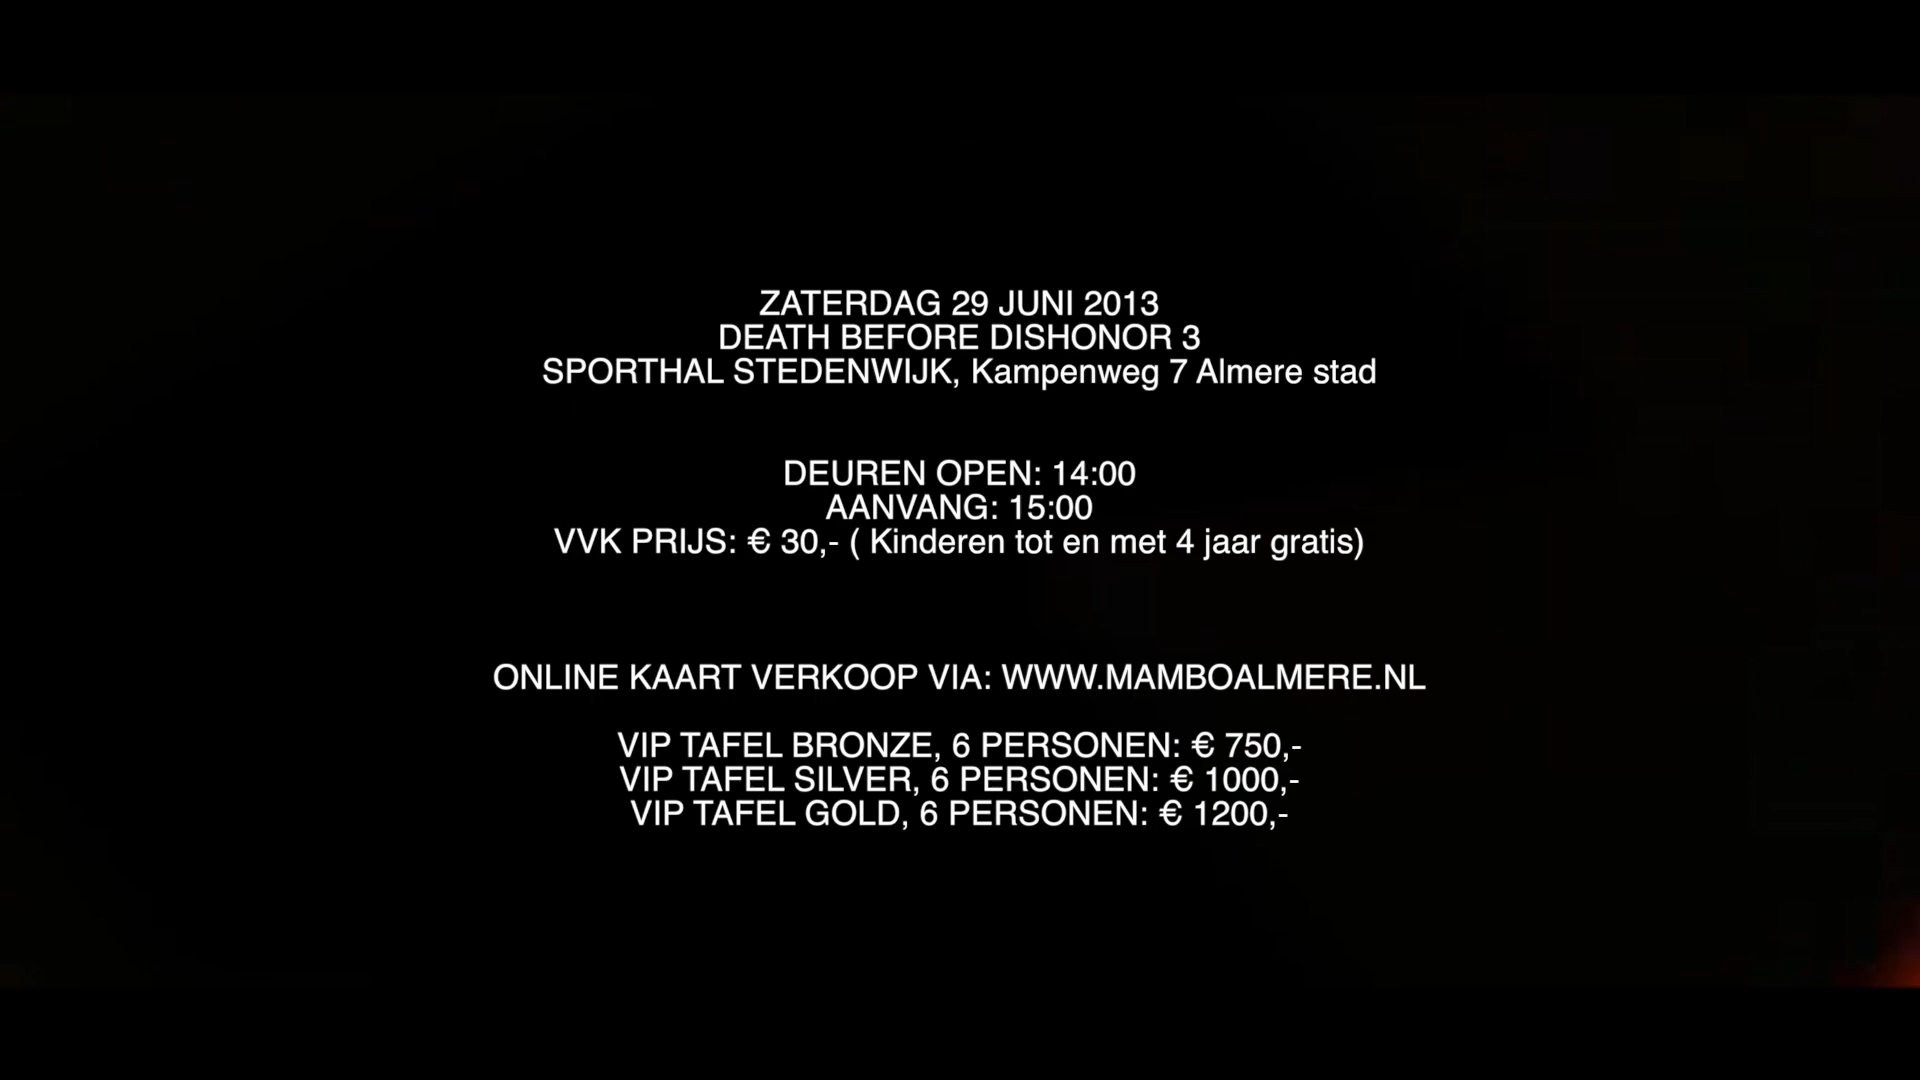 ZATERDAG 29 JUNI 2013
DEATH BEFORE DISHONOR 3
SPORTHAL STEDENWIJK, Kampenweg 7 Almere stad
DEUREN OPEN: 14:00
AANVANG: 15:00
VVK PRIJS: € 30,- ( Kinderen tot en met 4 jaar gratis)
ONLINE KAART VERKOOP VIA: WWW.MAMBOALMERE.NL
VIP TAFEL BRONZE, 6 PERSONEN: € 750,-
VIP TAFEL SILVER, 6 PERSONEN: € 1000,-
VIP TAFEL GOLD, 6 PERSONEN: € 1200,-